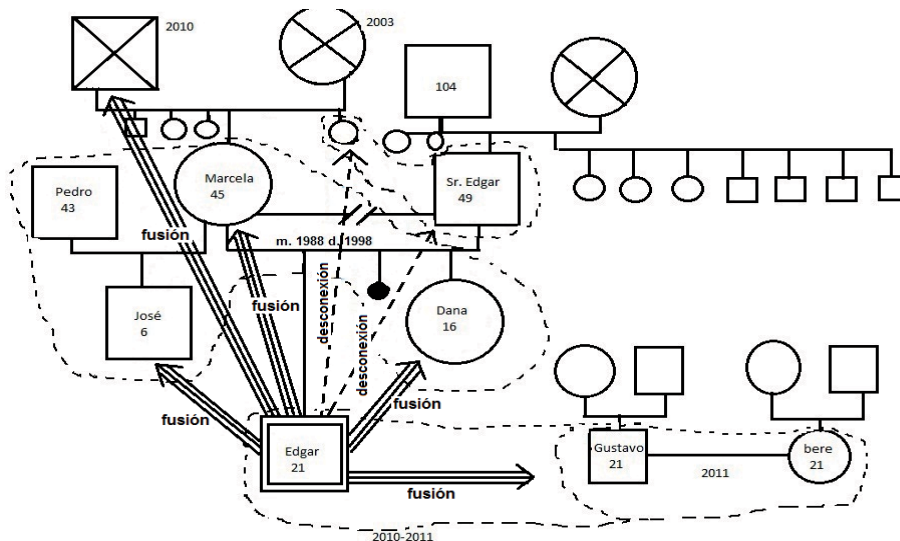 2010
2003
104
Pedro
43
Marcela
45
Sr. Edgar
49
fusión
m. 1988 d. 1998
José
6
fusión
desconexión
desconexión
Dana
16
fusión
fusión
Edgar
21
fusión
Gustavo
21
2011
bere
21
2010-2011